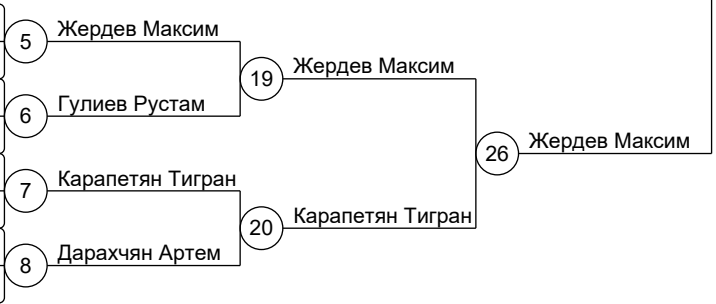 5 Жердев Максим
19 Жердев Максим
6 Гулиев Рустам
26 Жердев Максим
7 Карапетян Тигран
20 Карапетян Тигран
8 Дарахчян Артем